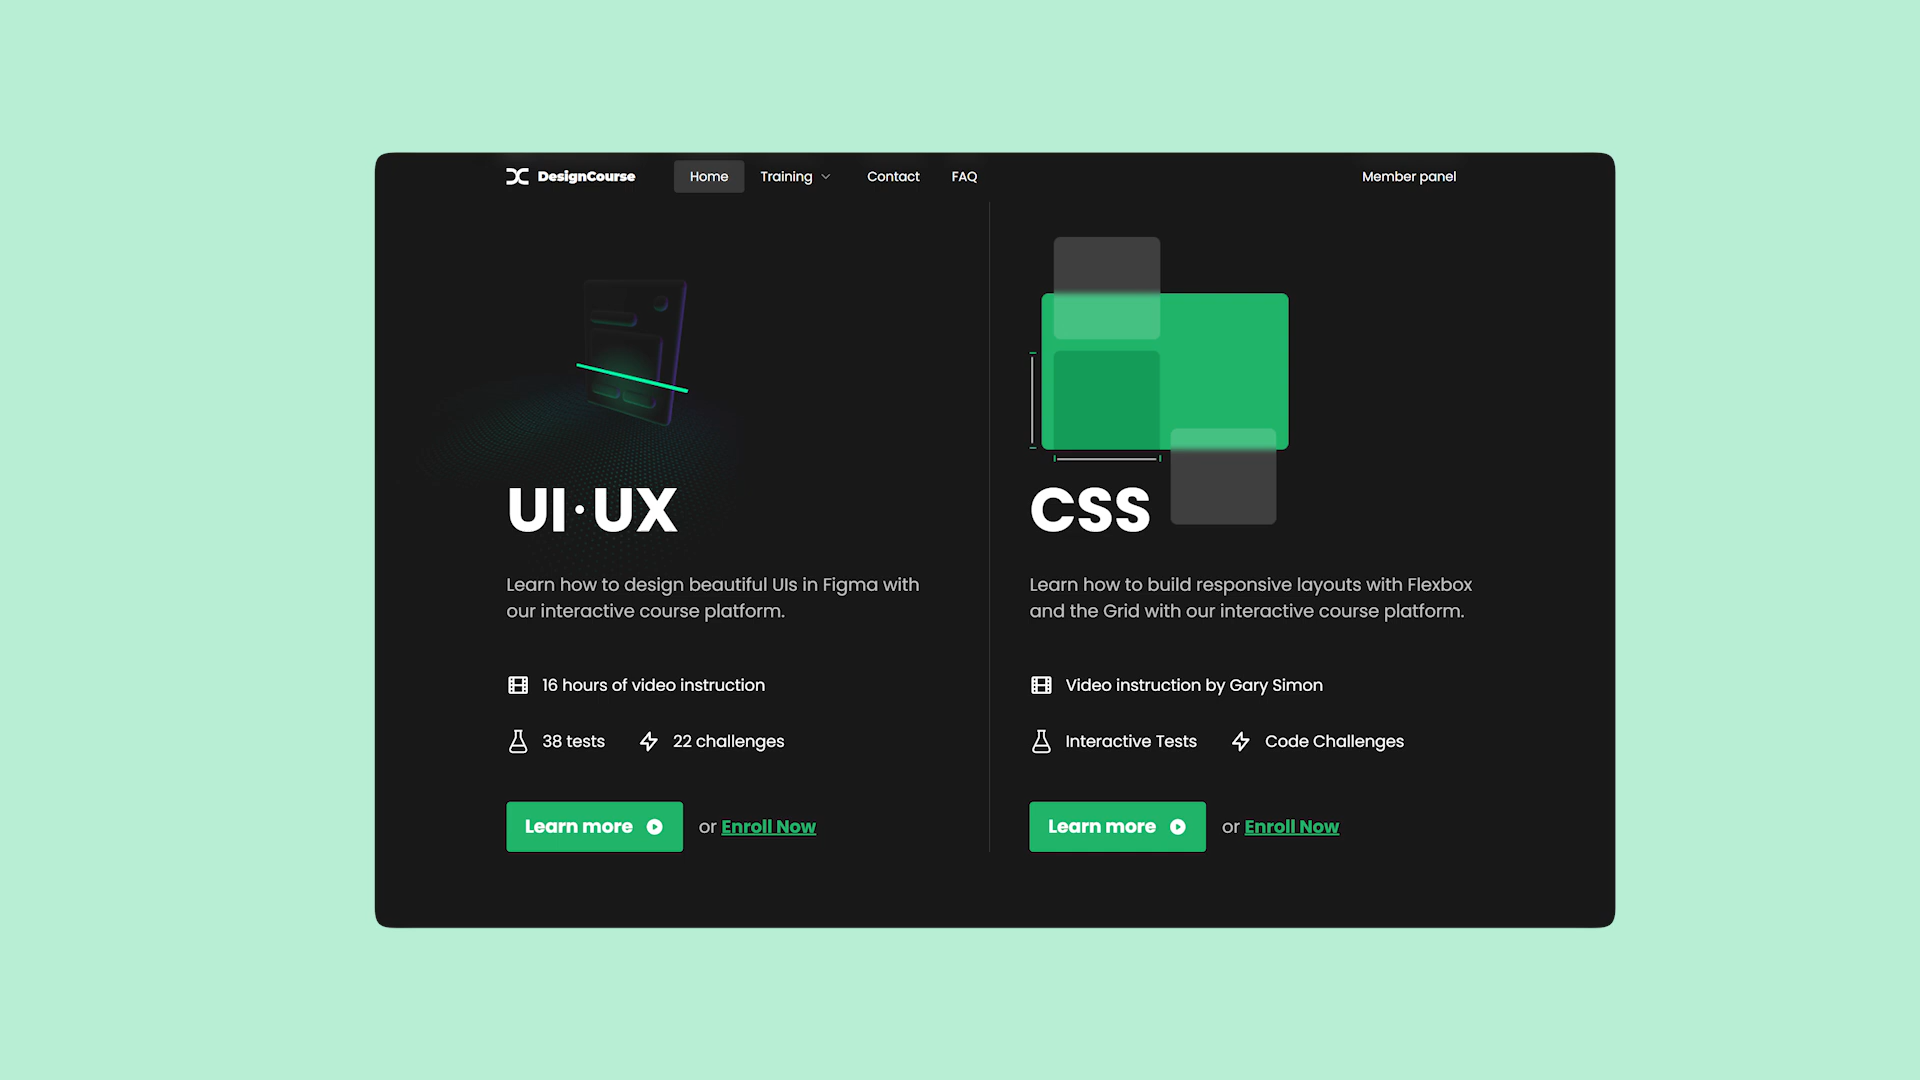 DesignCourse
Home
Training
Contact
FAQ
Member panel
UI·UX
Learn how to design beautiful UIs in Figma with
our interactive course platform.
16 hours of video instruction
38 tests
22 challenges
Learn more
or Enroll Now
CSS
Learn how to build responsive layouts with Flexbox
and the Grid with our interactive course platform.
Video instruction by Gary Simon
Interactive Tests
Code Challenges
Learn more
or Enroll Now